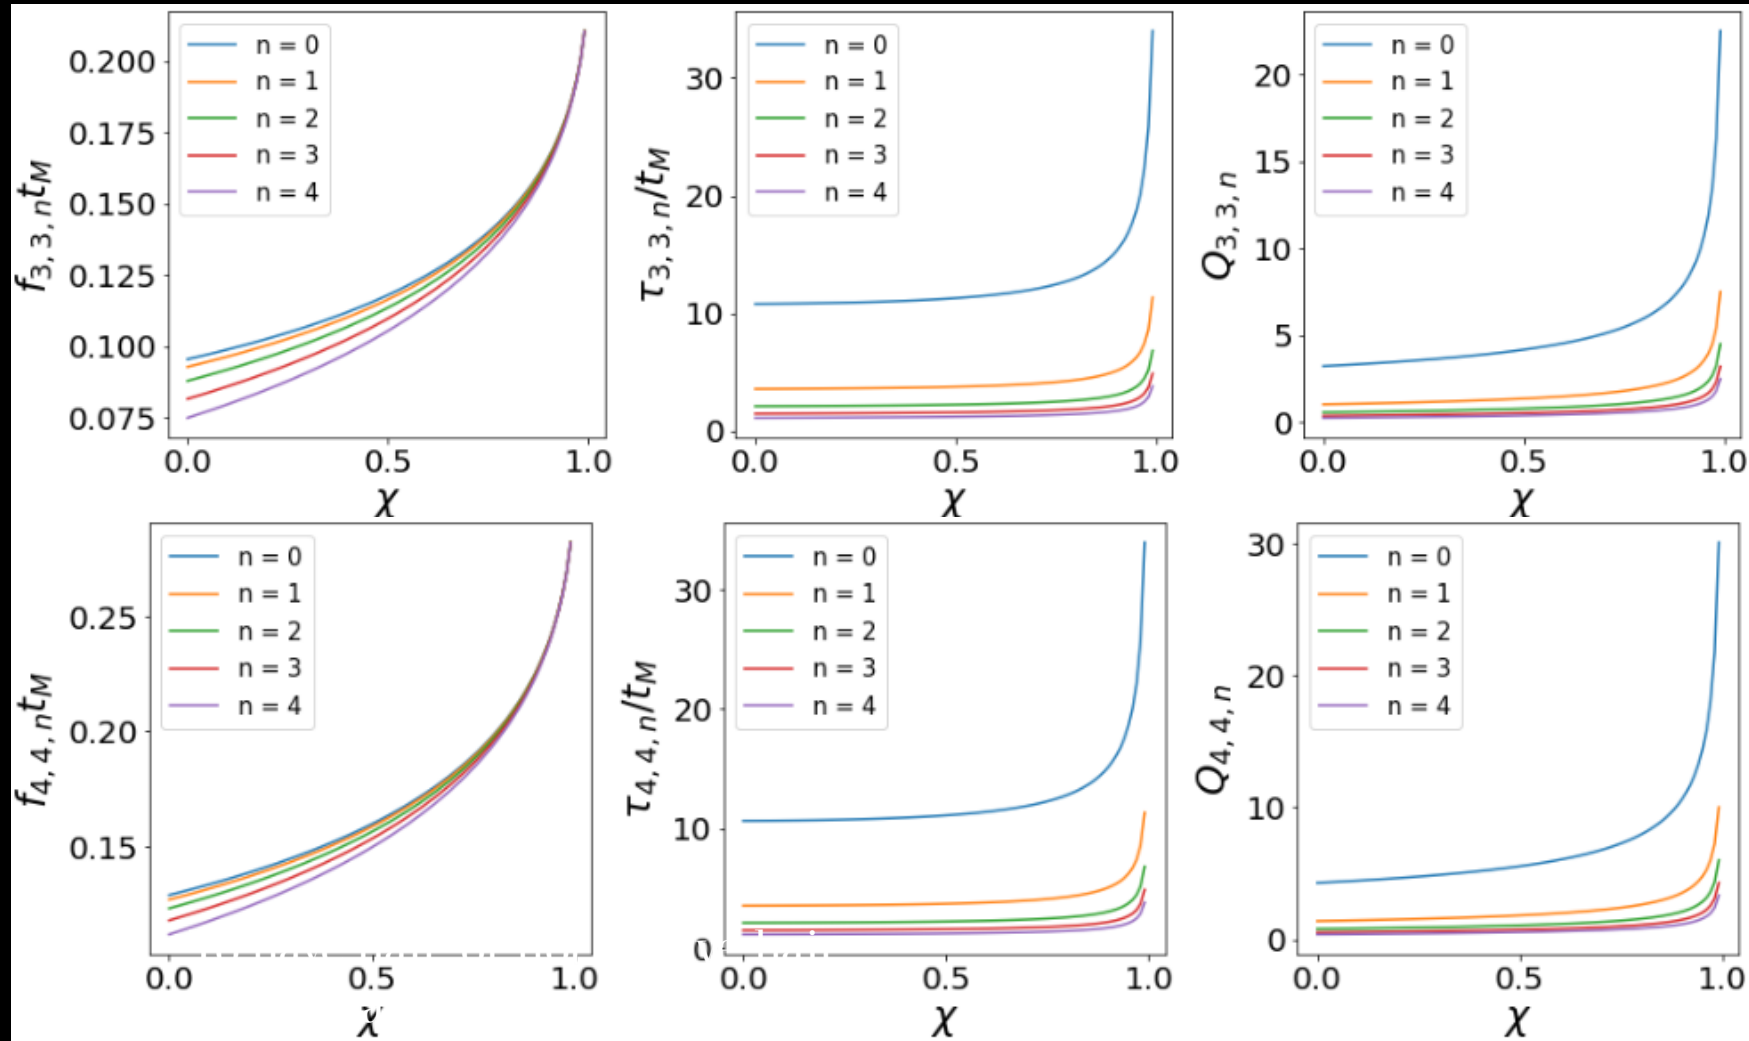 f3,3,ntM
0.200
0.175
0.150
0.125
0.100
0.075
n = 0
n = 1
n = 2
n = 3
n = 4
0.0 0.5 1.0
χ
τ3,3,n/tM
30
20
10
0
n = 0
n = 1
n = 2
n = 3
n = 4
0.0 0.5 1.0
χ
Q3,3,n
20
15
10
5
0
n = 0
n = 1
n = 2
n = 3
n = 4
0.0 0.5 1.0
χ
f4,4,ntM
0.25
0.20
0.15
n = 0
n = 1
n = 2
n = 3
n = 4
0.0 0.5 1.0
χ
τ4,4,n/tM
30
20
10
0
n = 0
n = 1
n = 2
n = 3
n = 4
0.0 0.5 1.0
χ
Q4,4,n
30
20
10
0
n = 0
n = 1
n = 2
n = 3
n = 4
0.0 0.5 1.0
χ